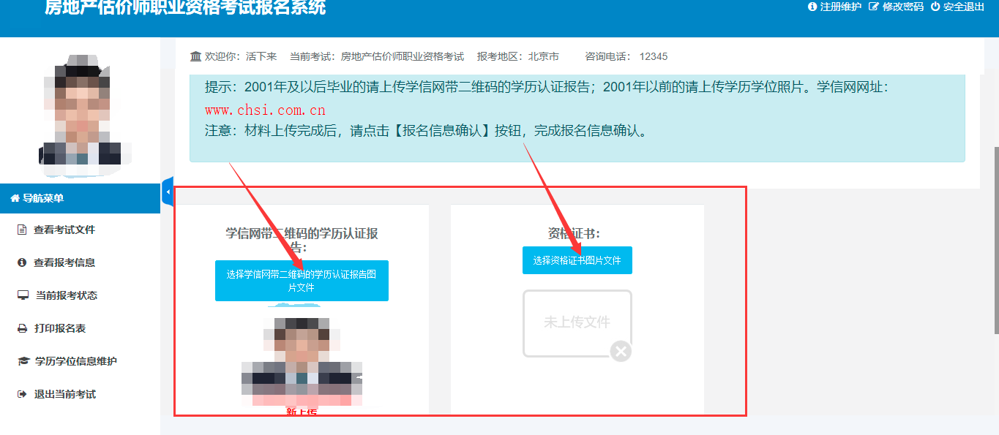 房地产估价师职业资格考试报名系统
注册维护 修改密码 安全退出
欢迎你：活下来 当前考试：房地产估价师职业资格考试 报考地区：北京市 咨询电话： 12345
提示：2001年及以后毕业的请上传学信网带二维码的学历认证报告；2001年以前的请上传学历学位照片。学信网网址：
www.chsi.com.cn
注意：材料上传完成后，请点击【报名信息确认】按钮，完成报名信息确认。
导航菜单
查看考试文件
查看报考信息
当前报考状态
打印报名表
学历学位信息维护
退出当前考试
学信网带二维码的学历认证报
告：
选择学信网带二维码的学历认证报告图
片文件
新上传
资格证书：
选择资格证书图片文件
未上传文件